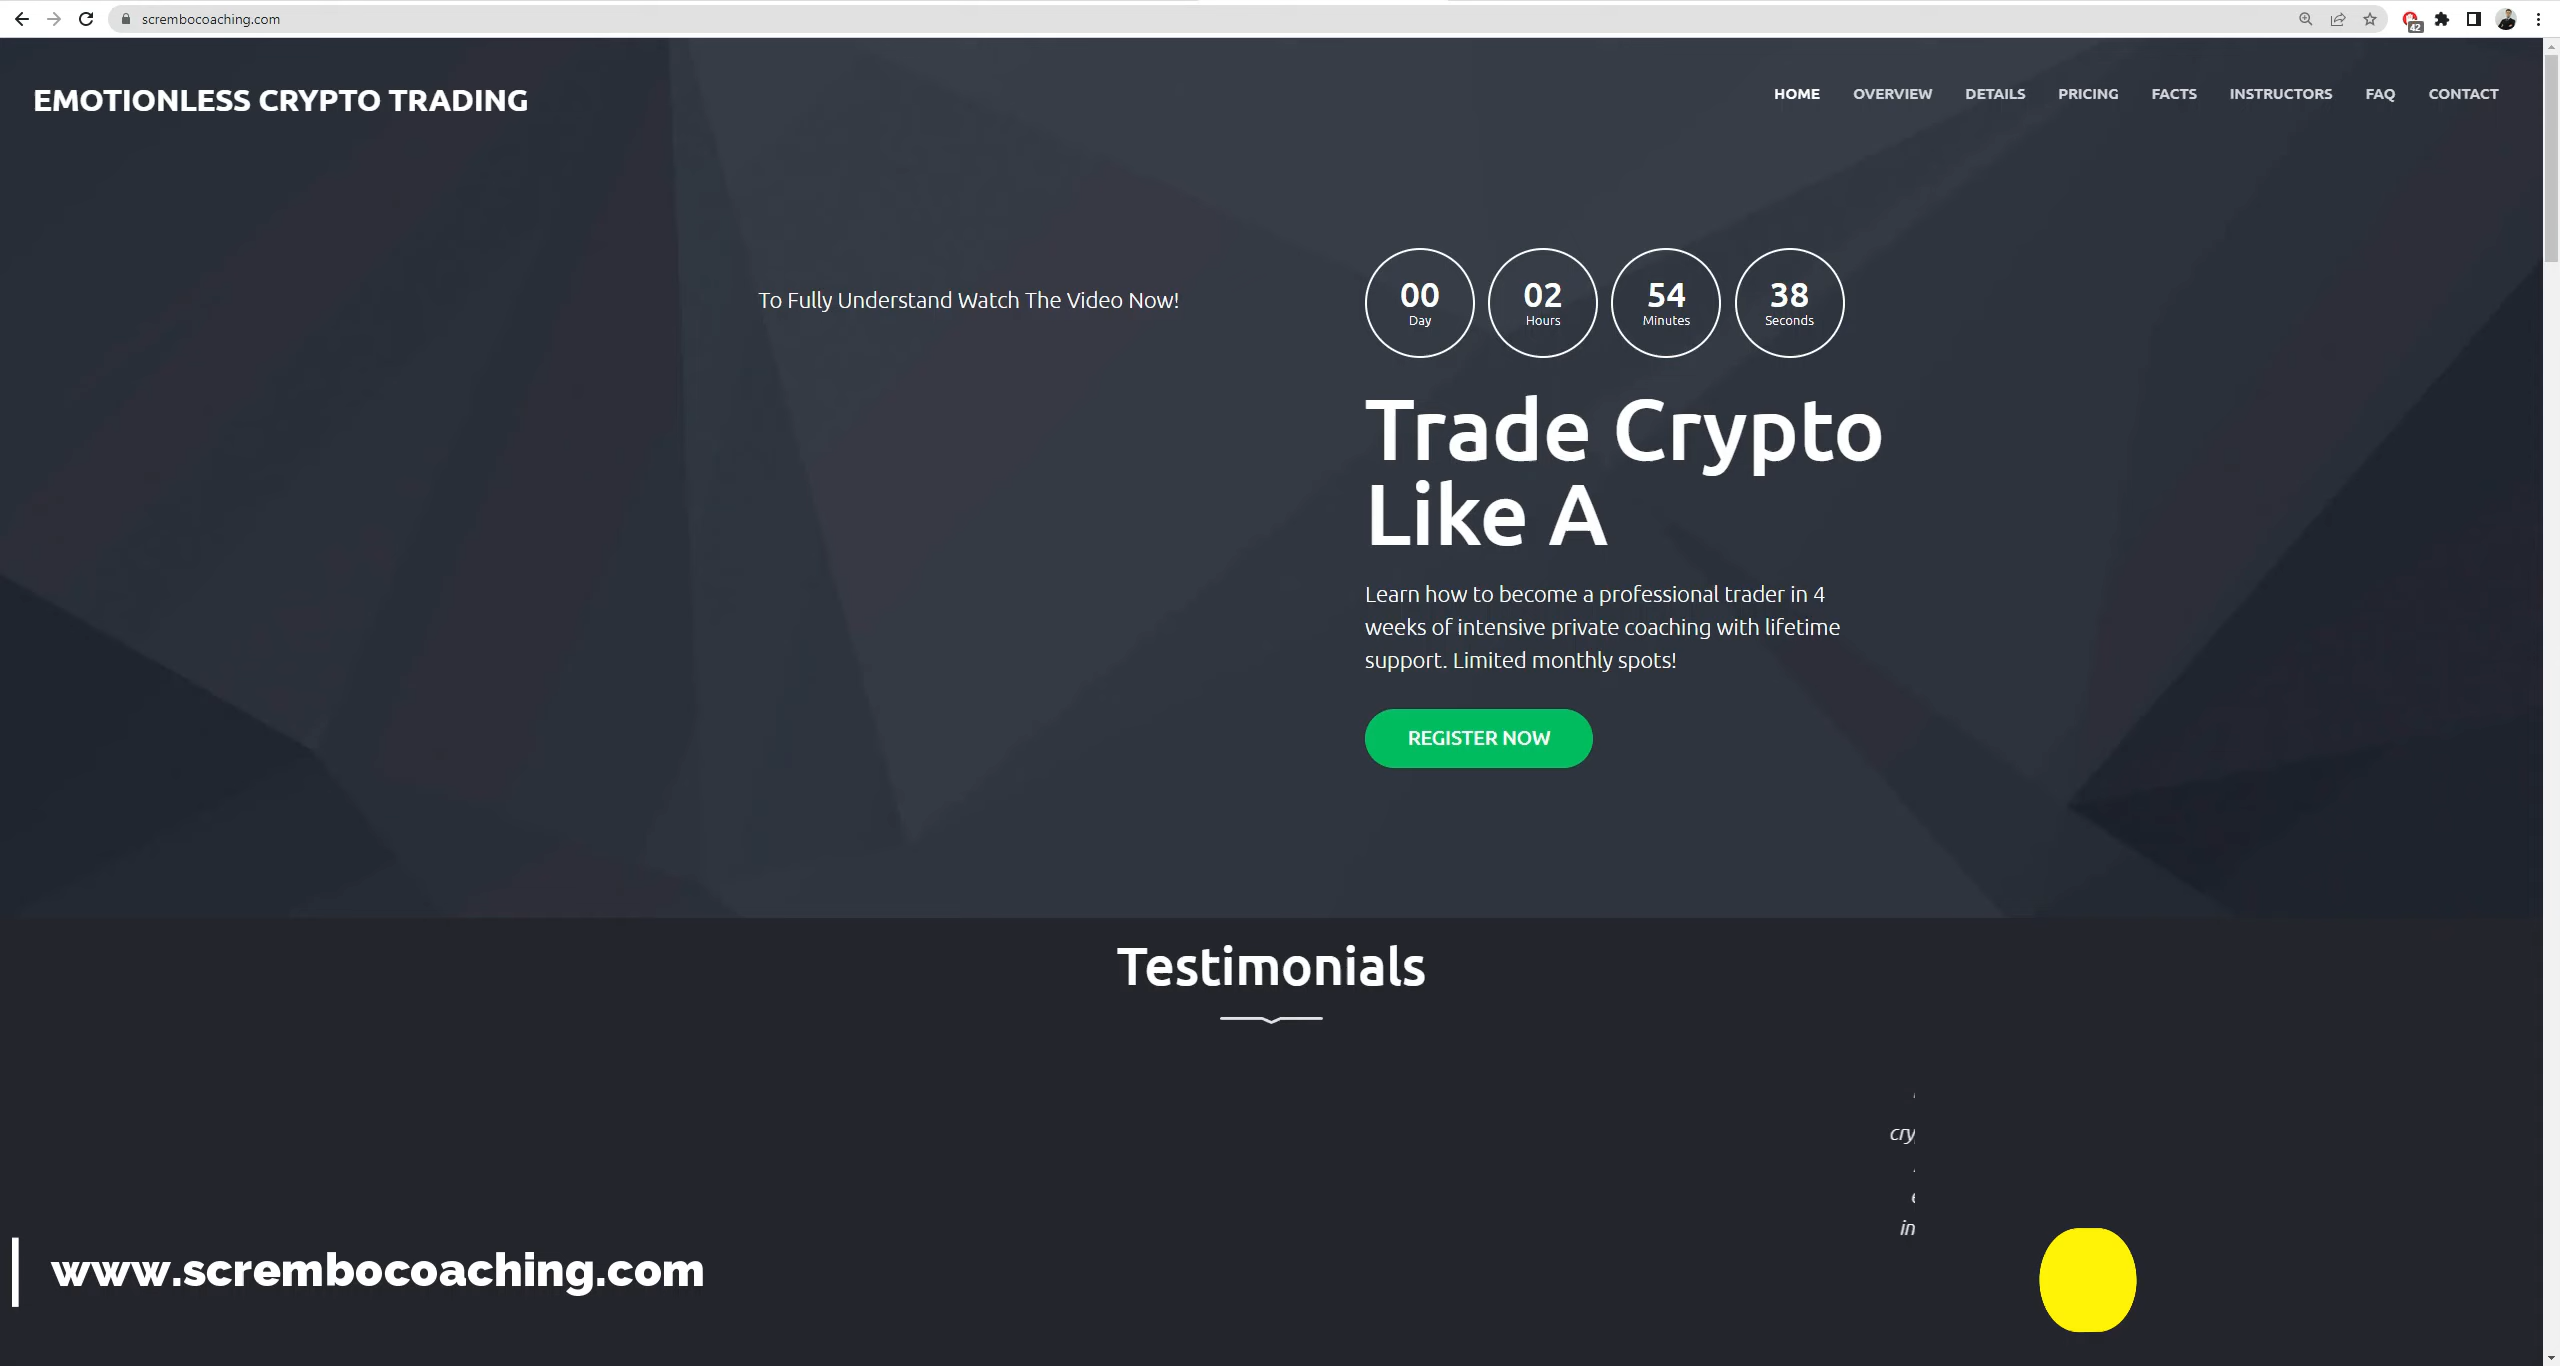 scrembocoaching.com
42
EMOTIONLESS CRYPTO TRADING
HOME OVERVIEW DETAILS PRICING FACTS INSTRUCTORS FAQ CONTACT
To Fully Understand Watch The Video Now!
00 02 54 38
Day Hours Minutes Seconds
Trade Crypto
Like A
Learn how to become a professional trader in 4
weeks of intensive private coaching with lifetime
support. Limited monthly spots!
REGISTER NOW
Testimonials
cry
in
www.scrembocoaching.com